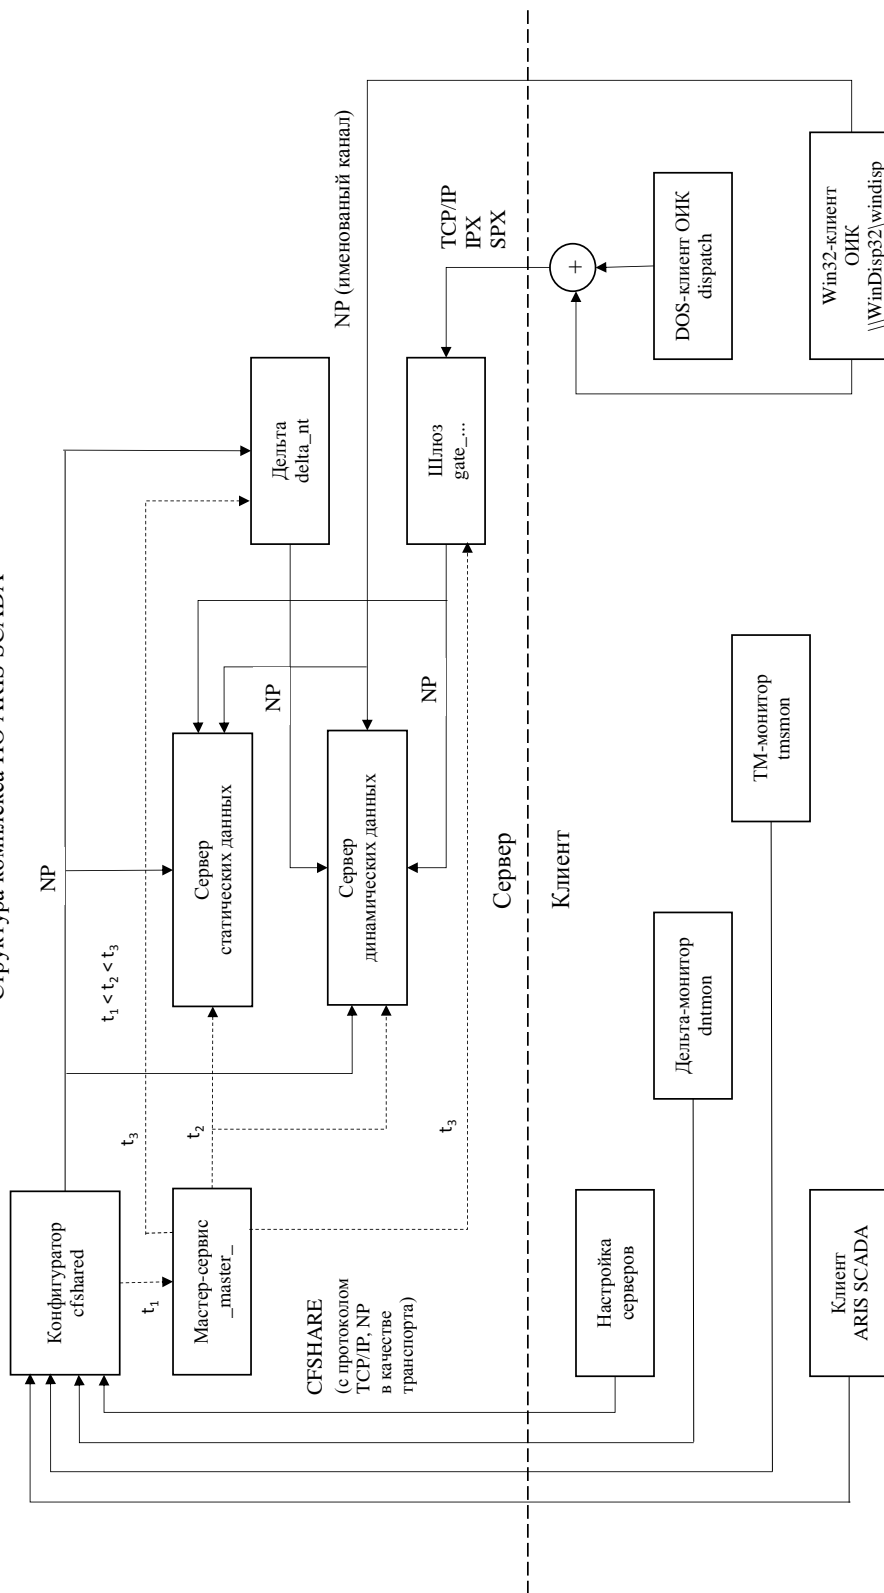 Структура комплекса ПО ARIS SCADA
Конфигуратор
cfshared
NP
t₁ < t₂ < t₃
t₃
t₁
Мастер-сервис
_master_
t₂
Сервер
статических данных
Дельта
delta_nt
NP
NP (именованый канал)
CFSHARE
(с протоколом
TCP/IP, NP
в качестве
транспорта)
Сервер
динамических данных
NP
t₃
Шлюз
gate_...
TCP/IP
IPX
SPX
Сервер
Клиент
+
Настройка
серверов
Дельта-монитор
dntmon
DOS-клиент ОИК
dispatch
ТМ-монитор
tmsmon
Клиент
ARIS SCADA
Win32-клиент
ОИК
\\\WinDisp32\windisp